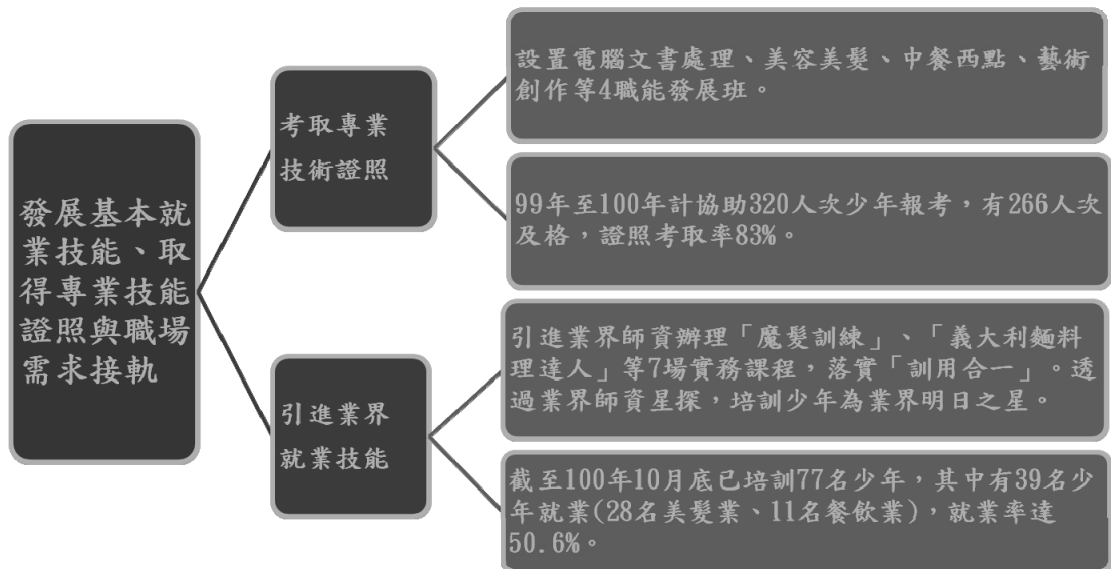 發展基本就
業技能、取
得專業技能
證照與職場
需求接軌
考取專業
技術證照
設置電腦文書處理、美容美髮、中餐西點、藝術
創作等4職能發展班。
99年至100年計協助320人次少年報考，有266人次
及格，證照考取率83%。
引進業界
就業技能
引進業界師資辦理「魔髮訓練」、「義大利麵料
理達人」等7場實務課程，落實「訓用合一」。透
過業界師資星探，培訓少年為業界明日之星。
截至100年10月底已培訓77名少年，其中有39名少
年就業(28名美髮業、11名餐飲業)，就業率達
50.6%。